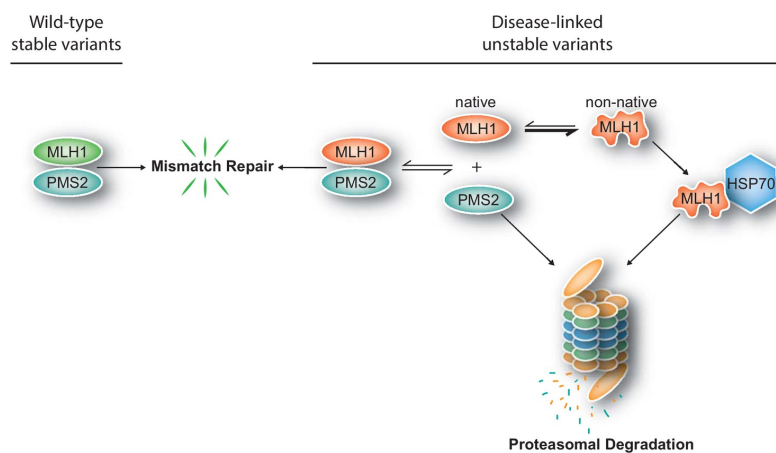 Wild-type
stable variants
Disease-linked
unstable variants
native
non-native
MLH1
PMS2
Mismatch Repair
MLH1
PMS2
MLH1
+
PMS2
MLH1
MLH1
HSP70
Proteasomal Degradation